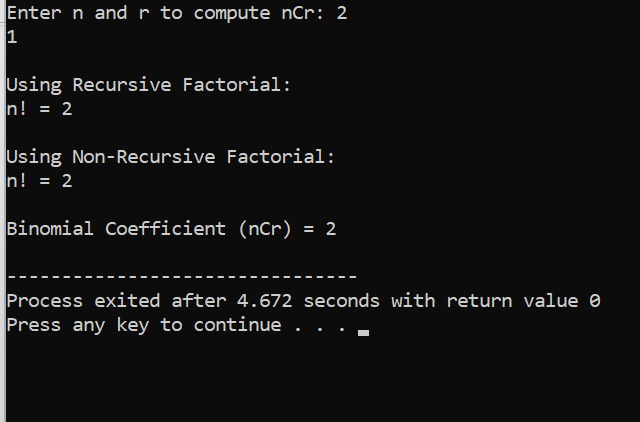 Enter n and r to compute nCr: 2
1
Using Recursive Factorial:
n! = 2
Using Non-Recursive Factorial:
n! = 2
Binomial Coefficient (nCr) = 2
--------------------------------
Process exited after 4.672 seconds with return value 0
Press any key to continue . . .